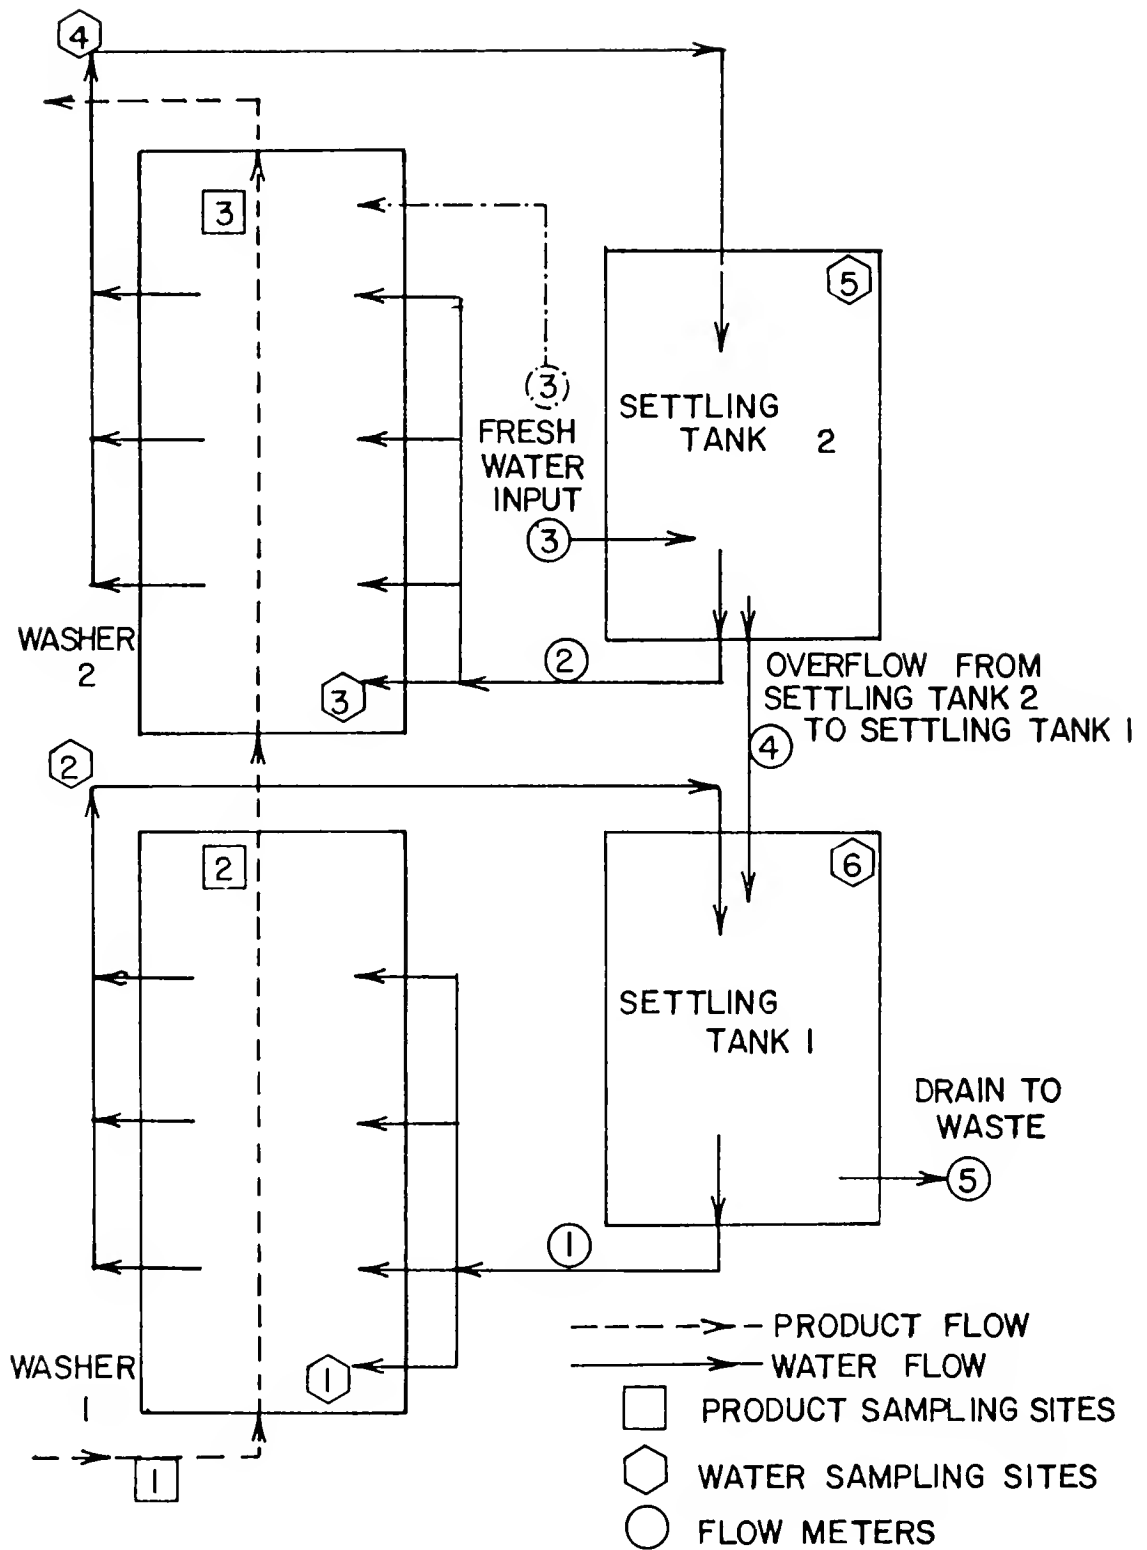 4
3
5
3
SETTLING
TANK 2
FRESH
WATER
INPUT
3
WASHER
2
2
3
OVERFLOW FROM
SETTLING TANK 2
TO SETTLING TANK 1
4
2
2
6
SETTLING
TANK 1
DRAIN TO
WASTE
5
1
WASHER
1
1
1
PRODUCT FLOW
WATER FLOW
PRODUCT SAMPLING SITES
WATER SAMPLING SITES
FLOW METERS